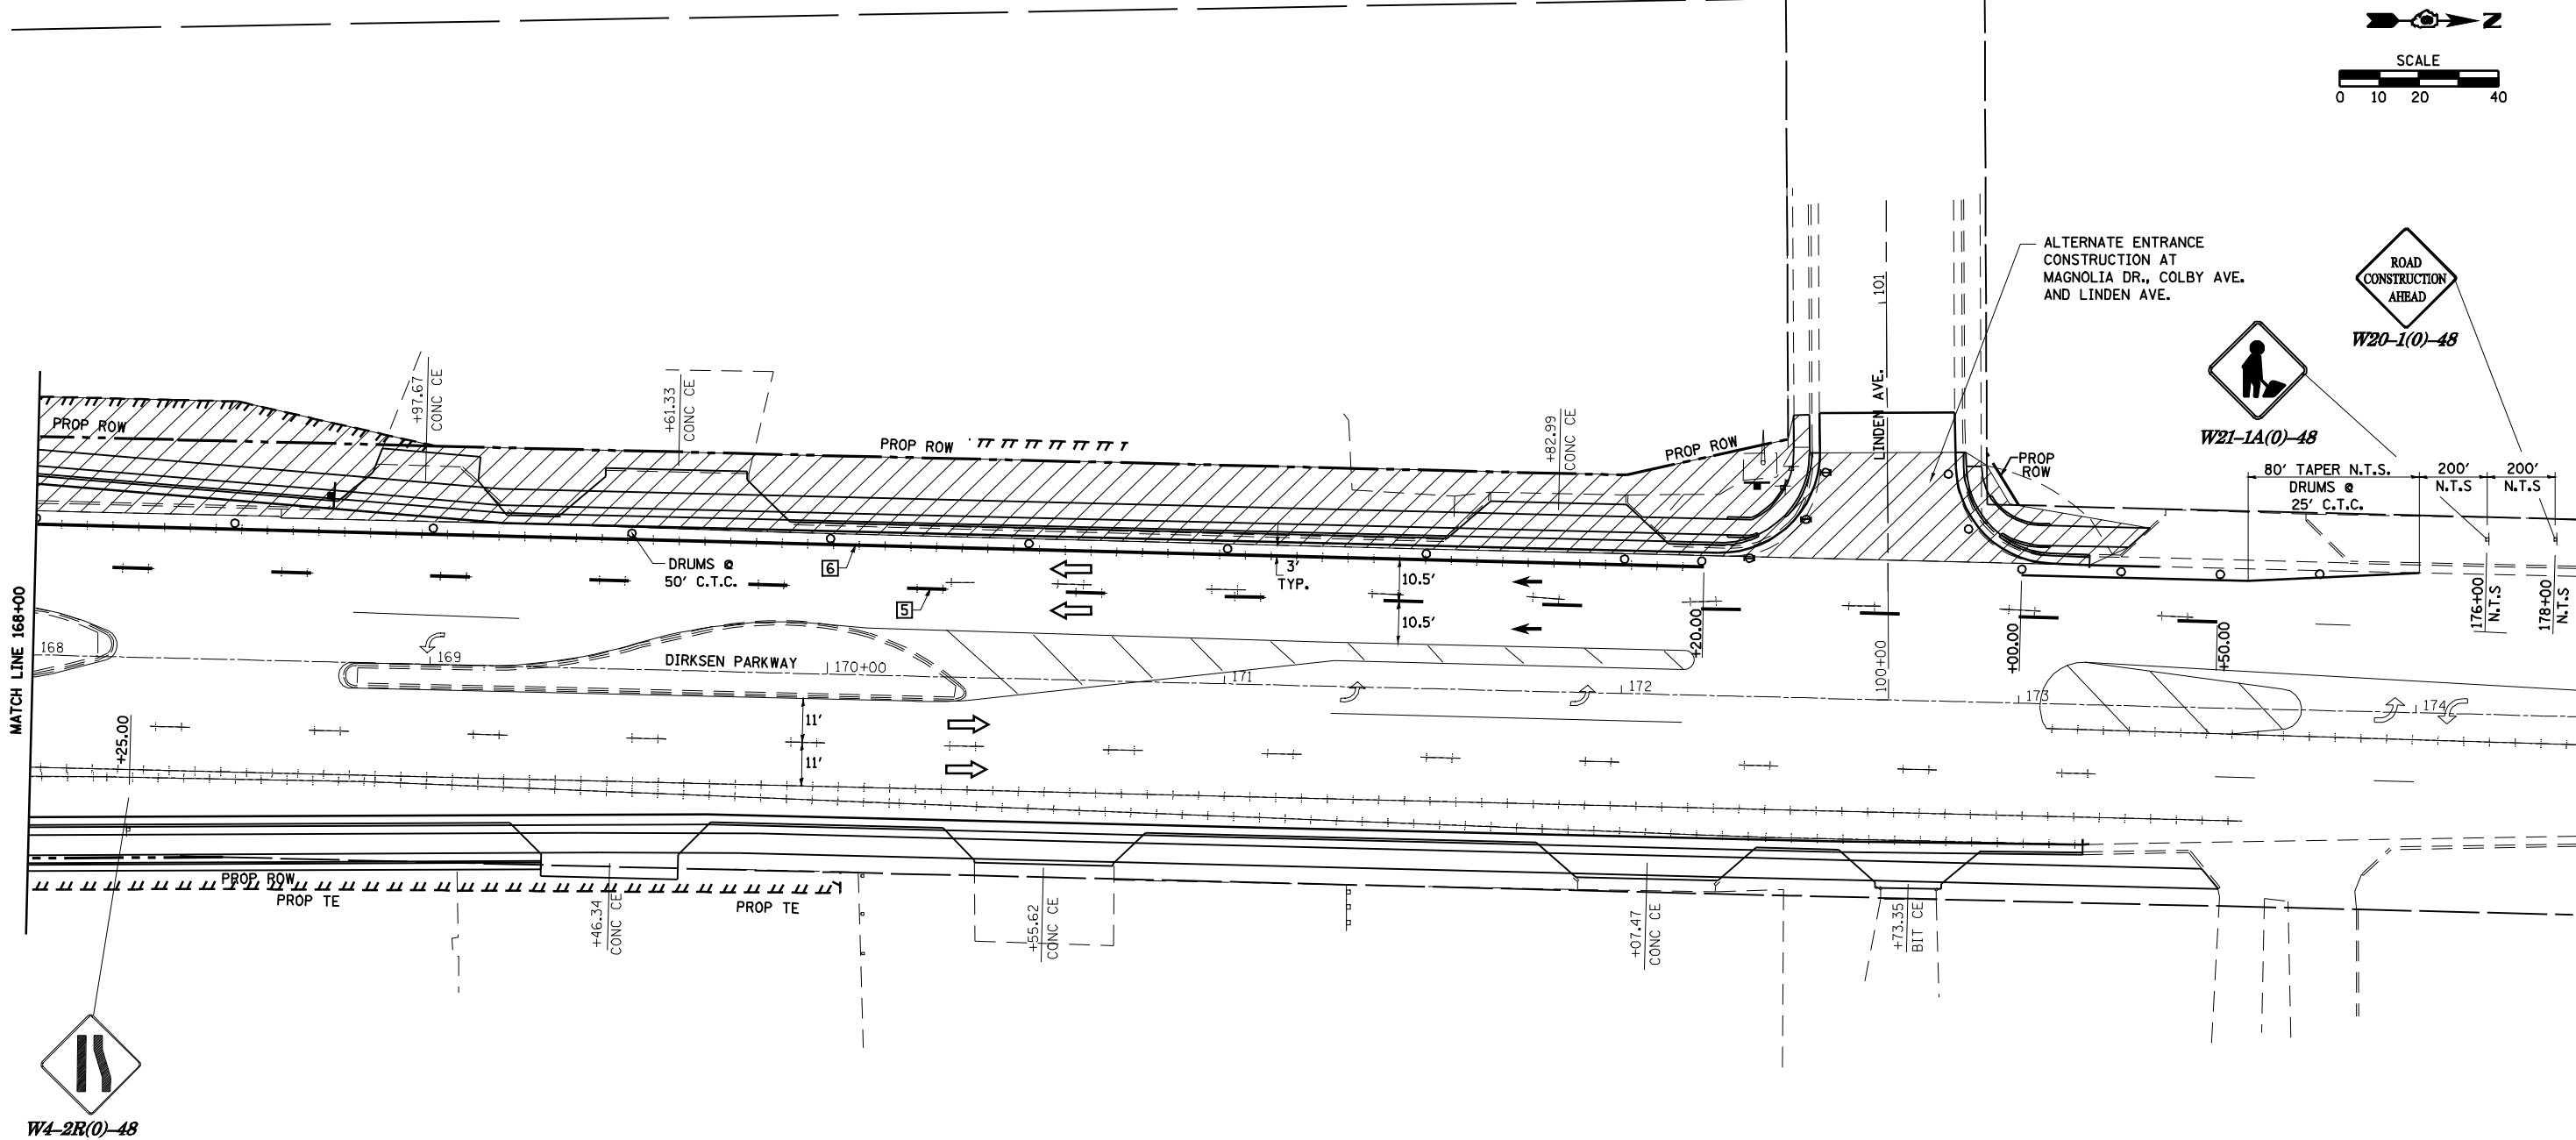 N
SCALE
0 10 20 40
ALTERNATE ENTRANCE
CONSTRUCTION AT
MAGNOLIA DR., COLBY AVE.
AND LINDEN AVE.
ROAD
CONSTRUCTION
AHEAD
W20-1(O)-48
W21-1A(O)-48
101
LINDEN AVE.
100+00
PROP ROW
+97.67
CONC CE
+61.33
CONC CE
PROP ROW
+82.99
CONC CE
PROP ROW
PROP
ROW
80' TAPER N.T.S.
DRUMS @
25' C.T.C.
200'
N.T.S
200'
N.T.S
176+00
N.T.S
178+00
N.T.S
DRUMS @
50' C.T.C.
6
5
3'
TYP.
10.5'
10.5'
+20.00
+00.00
+50.00
MATCH LINE 168+00
168
169
DIRKSEN PARKWAY
170+00
171
172
173
174
+25.00
11'
11'
PROP ROW
PROP TE
PROP TE
+46.34
CONC CE
+55.62
CONC CE
+07.47
CONC CE
+73.35
BIT CE
W4-2R(O)-48